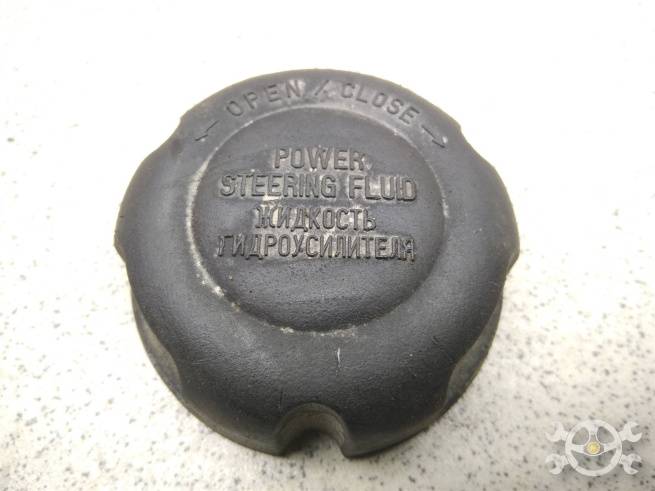 ← OPEN / CLOSE →
POWER
STEERING FLUID
ЖИДКОСТЬ
ГИДРОУСИЛИТЕЛЯ